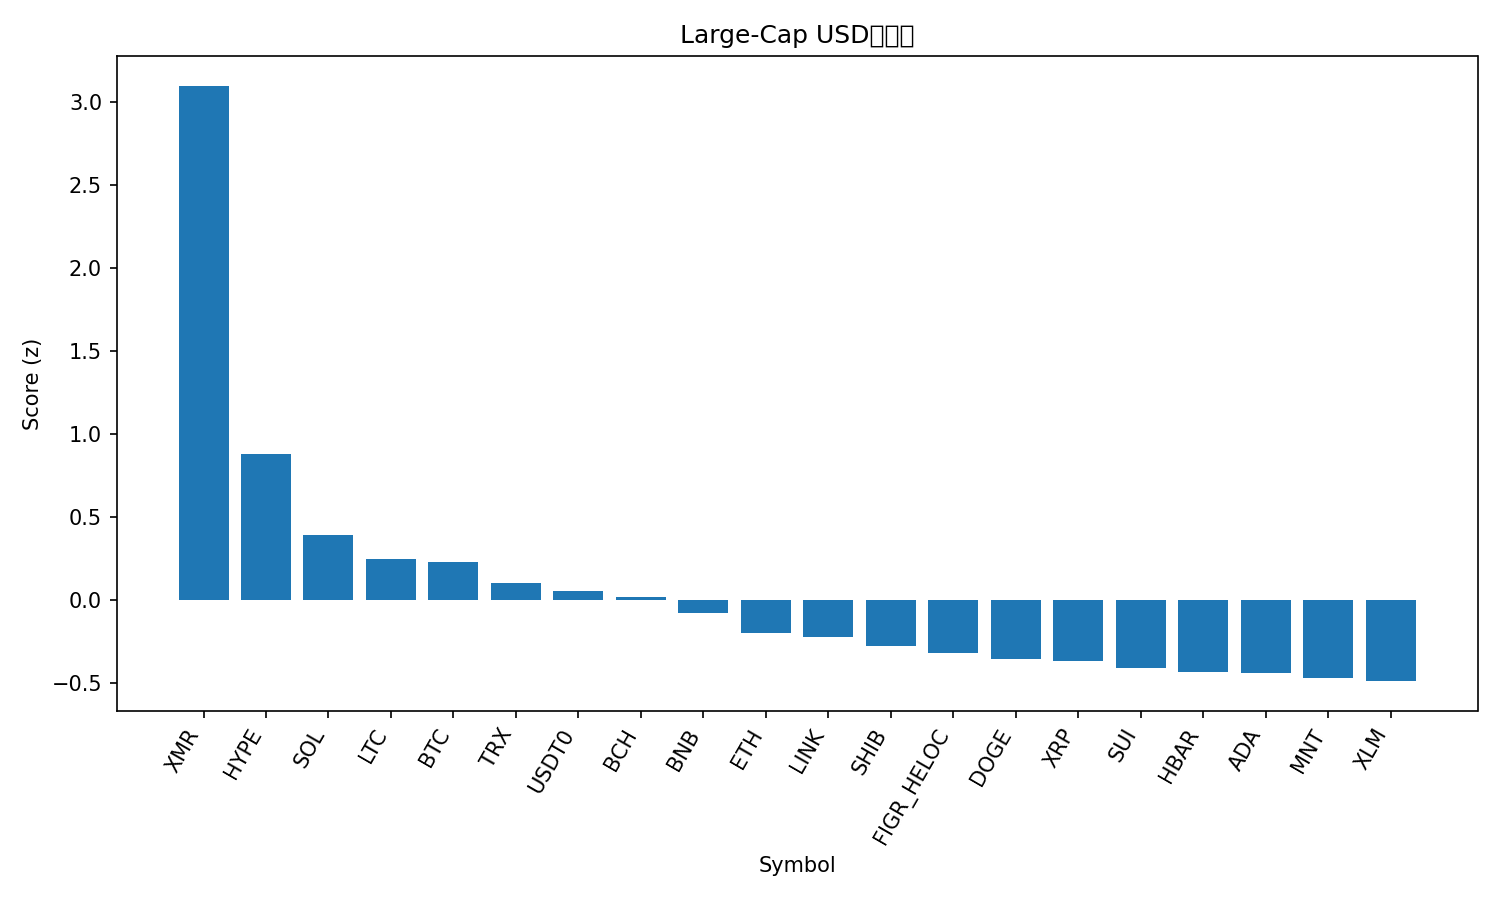 Large-Cap USD
Score (z)
3.0
2.5
2.0
1.5
1.0
0.5
0.0
−0.5
XMR
HYPE
SOL
LTC
BTC
TRX
USDT0
BCH
BNB
ETH
LINK
SHIB
FIGR_HELOC
DOGE
XRP
SUI
HBAR
ADA
MNT
XLM
Symbol